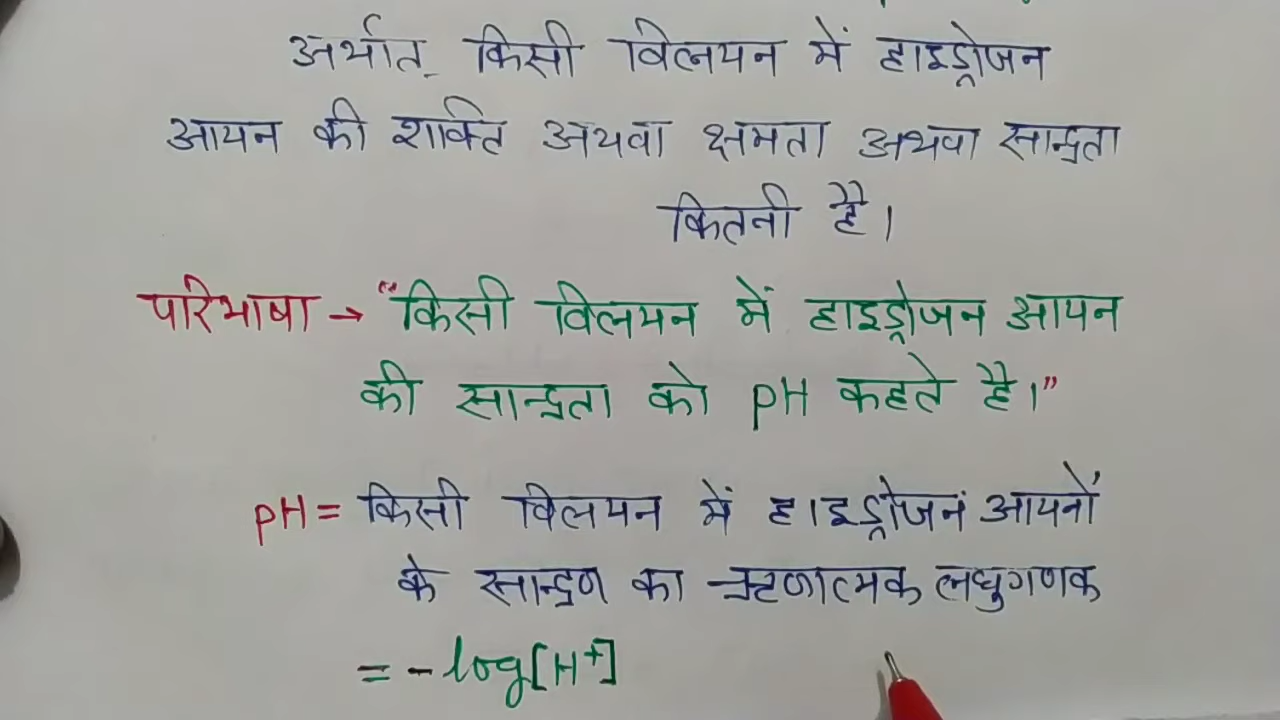 अर्थात् किसी विलयन में हाइड्रोजन
आयन की शक्ति अथवा क्षमता अथवा सान्द्रता
कितनी है।
परिभाषा → "किसी विलयन में हाइड्रोजन आयन
की सान्द्रता को pH कहते है।"
pH = किसी विलयन में हाइड्रोजन आयनों
के सान्द्रण का ऋणात्मक लघुगणक
= - log[H+]